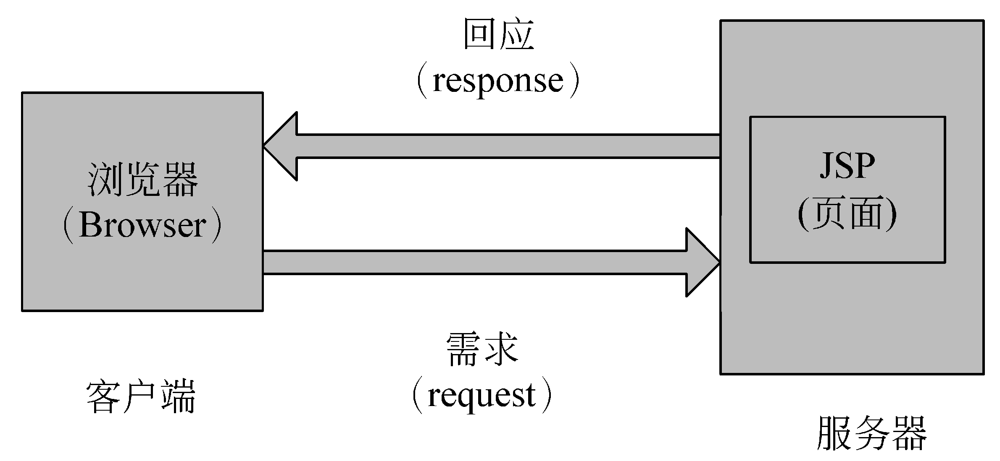 回应
（response）
浏览器
（Browser）
JSP
(页面)
需求
（request）
客户端
服务器